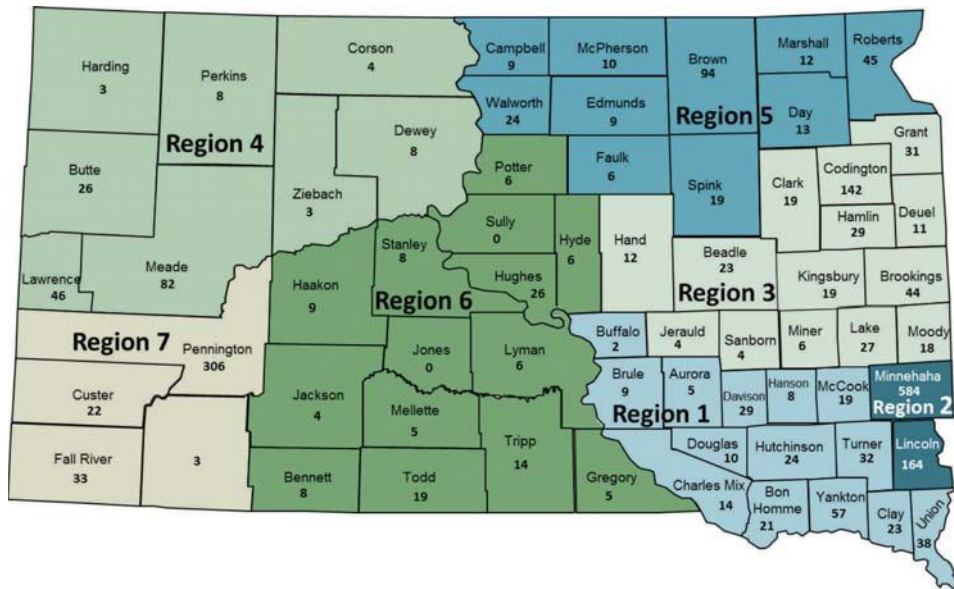 Harding
3
Perkins
8
Corson
4
Campbell
9
McPherson
10
Brown
94
Marshall
12
Roberts
45
Walworth
24
Edmunds
9
Region 5
Day
13
Region 4
Dewey
8
Butte
26
Ziebach
3
Potter
6
Faulk
6
Spink
19
Clark
19
Codington
142
Grant
31
Hamlin
29
Deuel
11
Lawrence
46
Meade
82
Stanley
8
Sully
0
Hyde
6
Hand
12
Beadle
23
Kingsbury
19
Brookings
44
Region 3
Haakon
9
Region 6
Hughes
26
Region 7
Pennington
306
Jones
0
Lyman
6
Buffalo
2
Jerauld
4
Sanborn
4
Miner
6
Lake
27
Moody
18
Custer
22
Jackson
4
Mellette
5
Brule
9
Aurora
5
Region 1
Davison
29
Hanson
8
McCook
19
Minnehaha
584
Region 2
Fall River
33
3
Bennett
8
Todd
19
Tripp
14
Gregory
5
Douglas
10
Hutchinson
24
Turner
32
Lincoln
164
Charles Mix
14
Bon
Homme
21
Yankton
57
Clay
23
Union
38